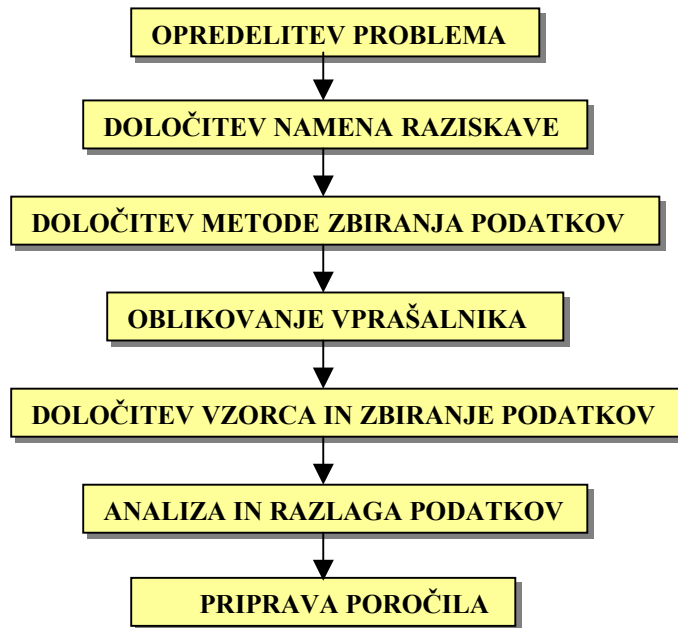 OPREDELITEV PROBLEMA
DOLOČITEV NAMENA RAZISKAVE
DOLOČITEV METODE ZBIRANJA PODATKOV
OBLIKOVANJE VPRAŠALNIKA
DOLOČITEV VZORCA IN ZBIRANJE PODATKOV
ANALIZA IN RAZLAGA PODATKOV
PRIPRAVA POROČILA